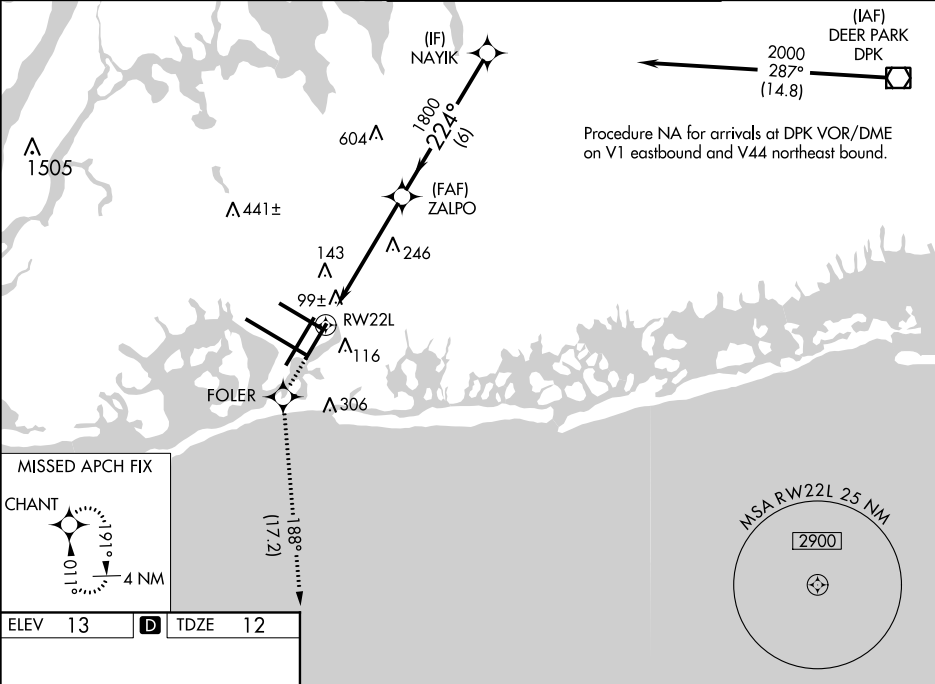 (IF)
NAYIK
(IAF)
DEER PARK
DPK
2000
287°
(14.8)
1800
224°
(6)
604
Procedure NA for arrivals at DPK VOR/DME
on V1 eastbound and V44 northeast bound.
1505
(FAF)
ZALPO
441±
246
143
99±
RW22L
116
FOLER
306
MISSED APCH FIX
CHANT
191°
011°
4 NM
188°
(17.2)
MSA RW22L 25 NM
2900
ELEV 13 D TDZE 12